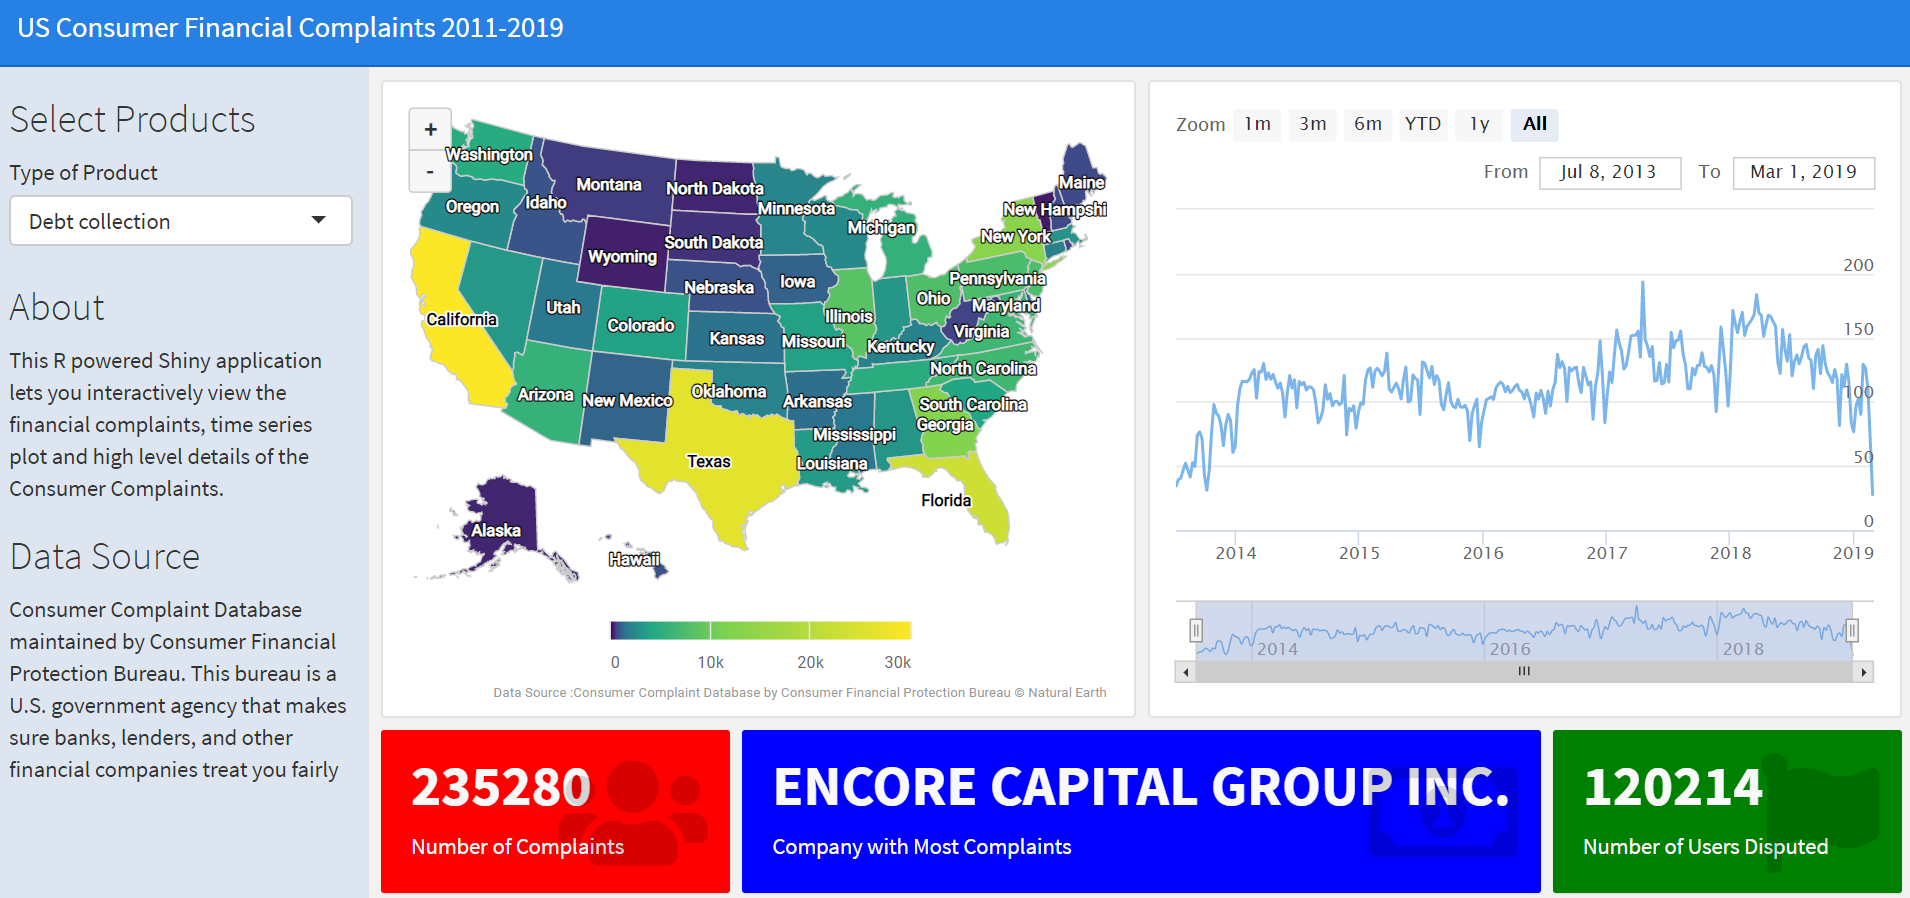 US Consumer Financial Complaints 2011-2019
Select Products
Type of Product
Debt collection
About
This R powered Shiny application
lets you interactively view the
financial complaints, time series
plot and high level details of the
Consumer Complaints.
Data Source
Consumer Complaint Database
maintained by Consumer Financial
Protection Bureau. This bureau is a
U.S. government agency that makes
sure banks, lenders, and other
financial companies treat you fairly
+
-
Washington
Montana
North Dakota
Minnesota
Maine
Oregon
Idaho
New Hampshi
Michigan
New York
South Dakota
Wyoming
Pennsylvania
Nebraska
Iowa
Ohio
Maryland
Utah
Illinois
California
Colorado
Virginia
Kansas
Missouri
Kentucky
North Carolina
Arizona
New Mexico
Oklahoma
Arkansas
South Carolina
Georgia
Mississippi
Texas
Louisiana
Florida
Alaska
Hawaii
0 10k 20k 30k
Data Source :Consumer Complaint Database by Consumer Financial Protection Bureau © Natural Earth
Zoom 1m 3m 6m YTD 1y All
From Jul 8, 2013 To Mar 1, 2019
200
150
100
50
0
2014 2015 2016 2017 2018 2019
2014 2016 2018
235280
Number of Complaints
ENCORE CAPITAL GROUP INC.
Company with Most Complaints
120214
Number of Users Disputed